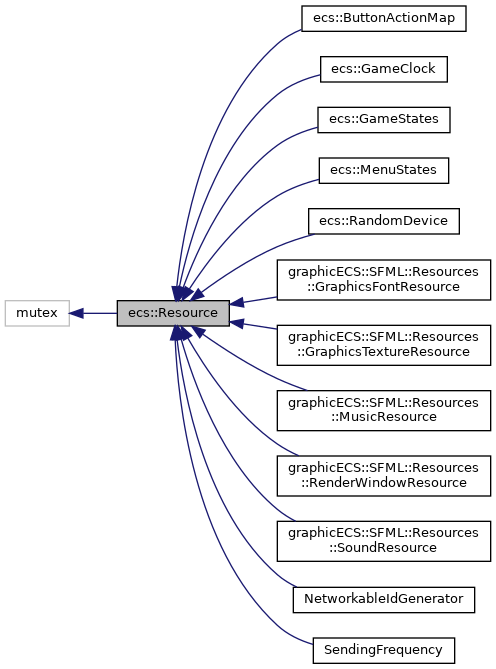 ecs::ButtonActionMap
ecs::GameClock
ecs::GameStates
ecs::MenuStates
ecs::RandomDevice
graphicECS::SFML::Resources
::GraphicsFontResource
mutex
ecs::Resource
graphicECS::SFML::Resources
::GraphicsTextureResource
graphicECS::SFML::Resources
::MusicResource
graphicECS::SFML::Resources
::RenderWindowResource
graphicECS::SFML::Resources
::SoundResource
NetworkableIdGenerator
SendingFrequency